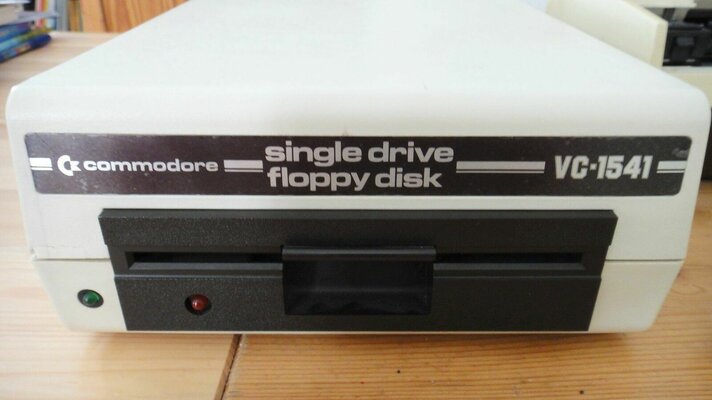 commodore
single drive
floppy disk
VC-1541